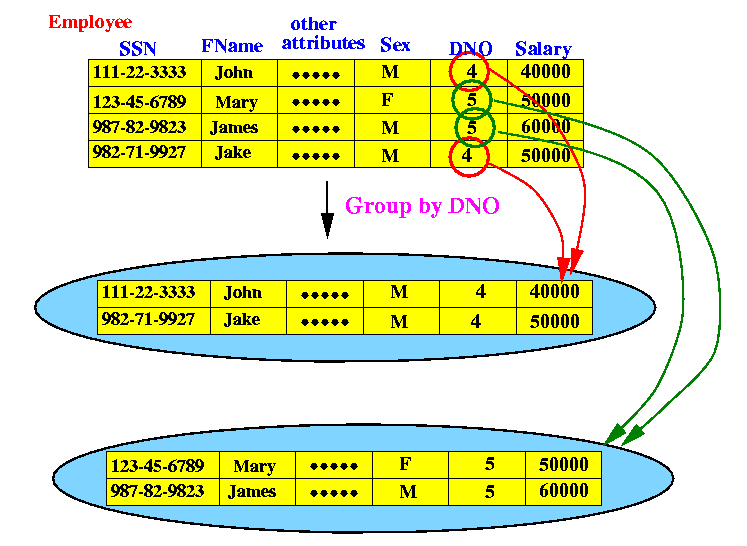 Employee
other
SSN FName attributes Sex DNO Salary
111-22-3333 John ••••• M 4 40000
123-45-6789 Mary ••••• F 5 50000
987-82-9823 James ••••• M 5 60000
982-71-9927 Jake ••••• M 4 50000
Group by DNO
111-22-3333 John ••••• M 4 40000
982-71-9927 Jake ••••• M 4 50000
123-45-6789 Mary ••••• F 5 50000
987-82-9823 James ••••• M 5 60000